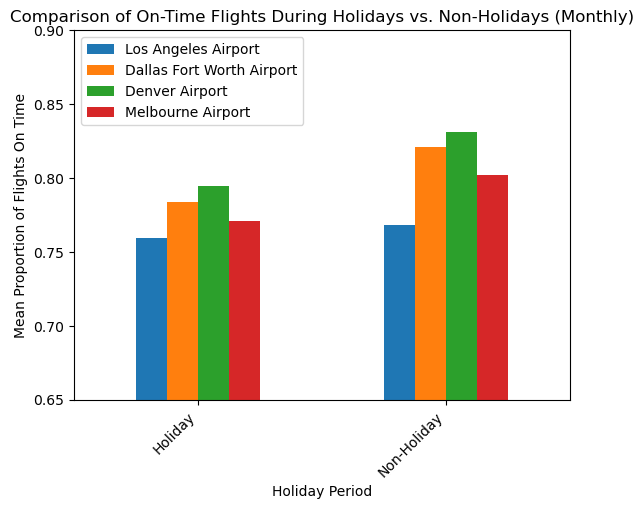 Comparison of On-Time Flights During Holidays vs. Non-Holidays (Monthly)
0.90
0.85
0.80
0.75
0.70
0.65
Mean Proportion of Flights On Time
Los Angeles Airport
Dallas Fort Worth Airport
Denver Airport
Melbourne Airport
Holiday
Non-Holiday
Holiday Period